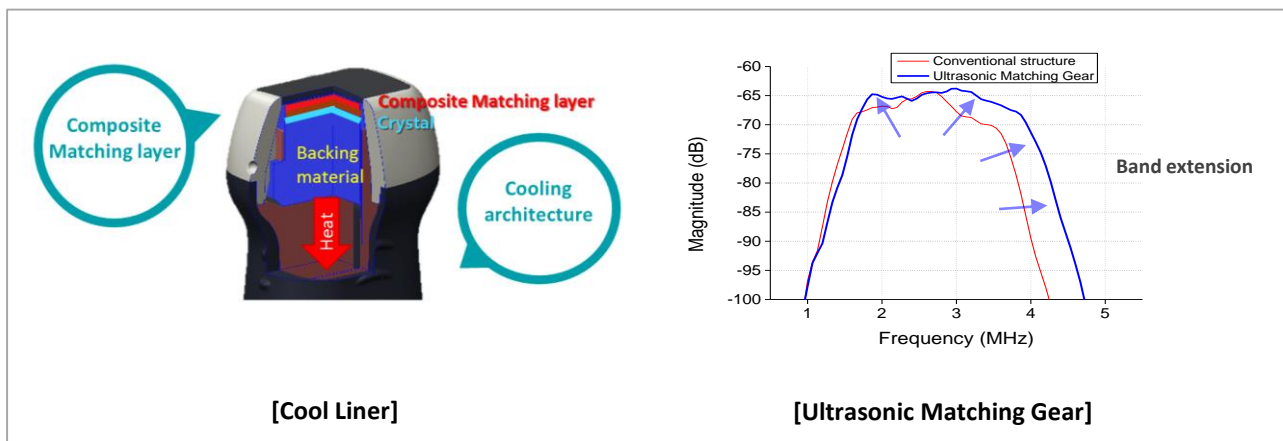 Composite
Matching layer
Composite Matching layer
Crystal
Backing
material
Heat
Cooling
architecture
[Cool Liner]
Conventional structure
Ultrasonic Matching Gear
Magnitude (dB)
-60
-65
-70
-75
-80
-85
-90
-95
-100
1
2
3
4
5
Frequency (MHz)
Band extension
[Ultrasonic Matching Gear]